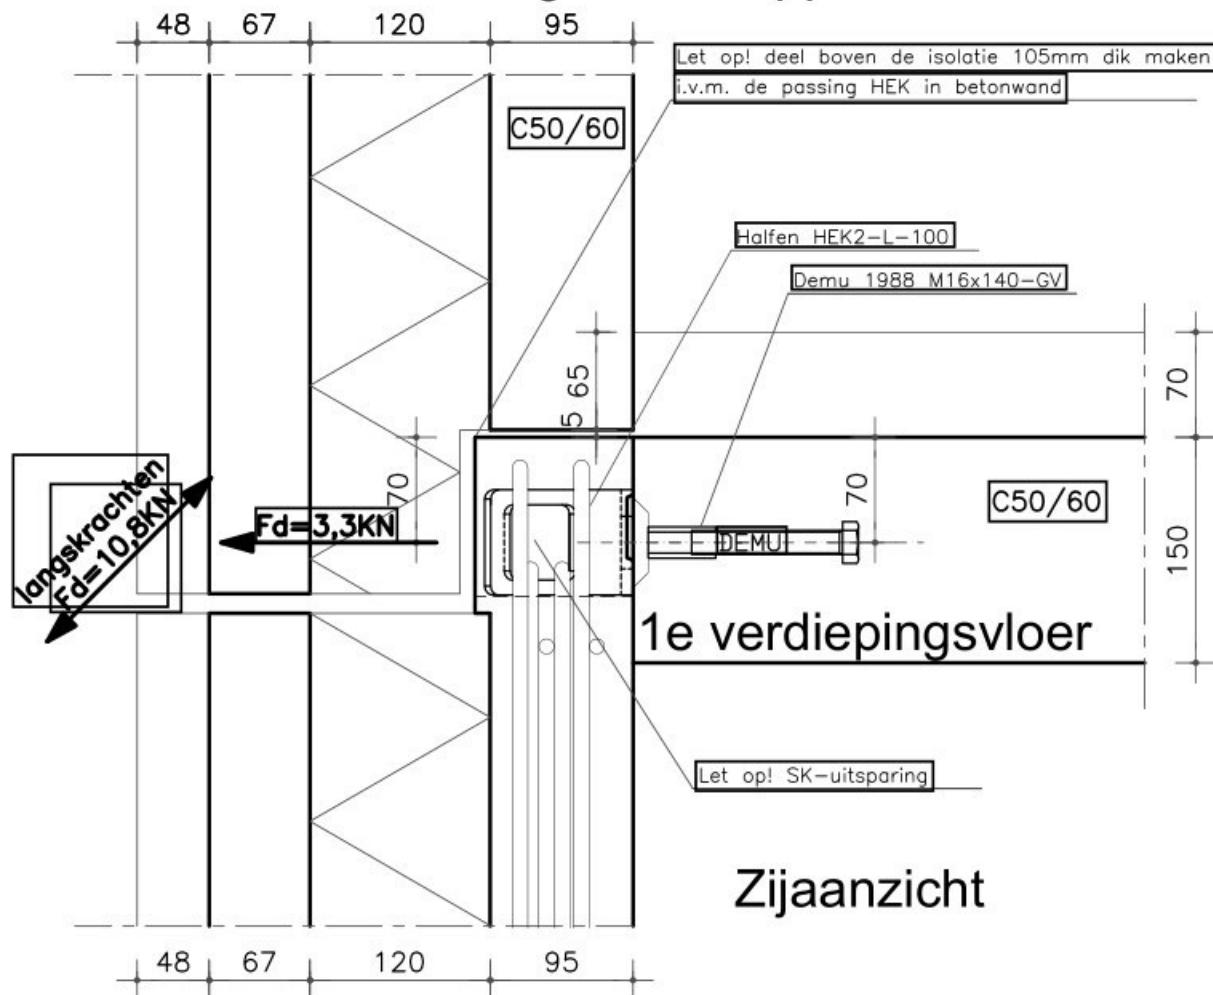 48 67 120 95
Let op! deel boven de isolatie 105mm dik maken
i.v.m. de passing HEK in betonwand
C50/60
Halfen HEK2-L-100
Demu 1988 M16x140-GV
65
5
70
70
70
langskrachten
Fd=10,8KN
Fd=3,3KN
C50/60
DEMU
150
1e verdiepingsvloer
Let op! SK-uitsparing
Zijaanzicht
48 67 120 95